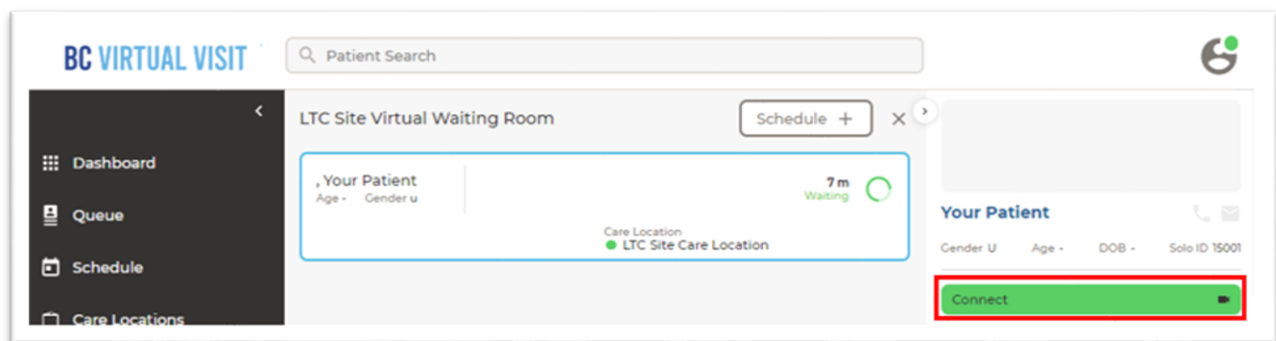 BC VIRTUAL VISIT
Patient Search
Dashboard
Queue
Schedule
Care Locations
LTC Site Virtual Waiting Room
Schedule +
, Your Patient
Age - Gender u
7 m
Waiting
Care Location
LTC Site Care Location
Your Patient
Gender U Age - DOB - Solo ID 15001
Connect